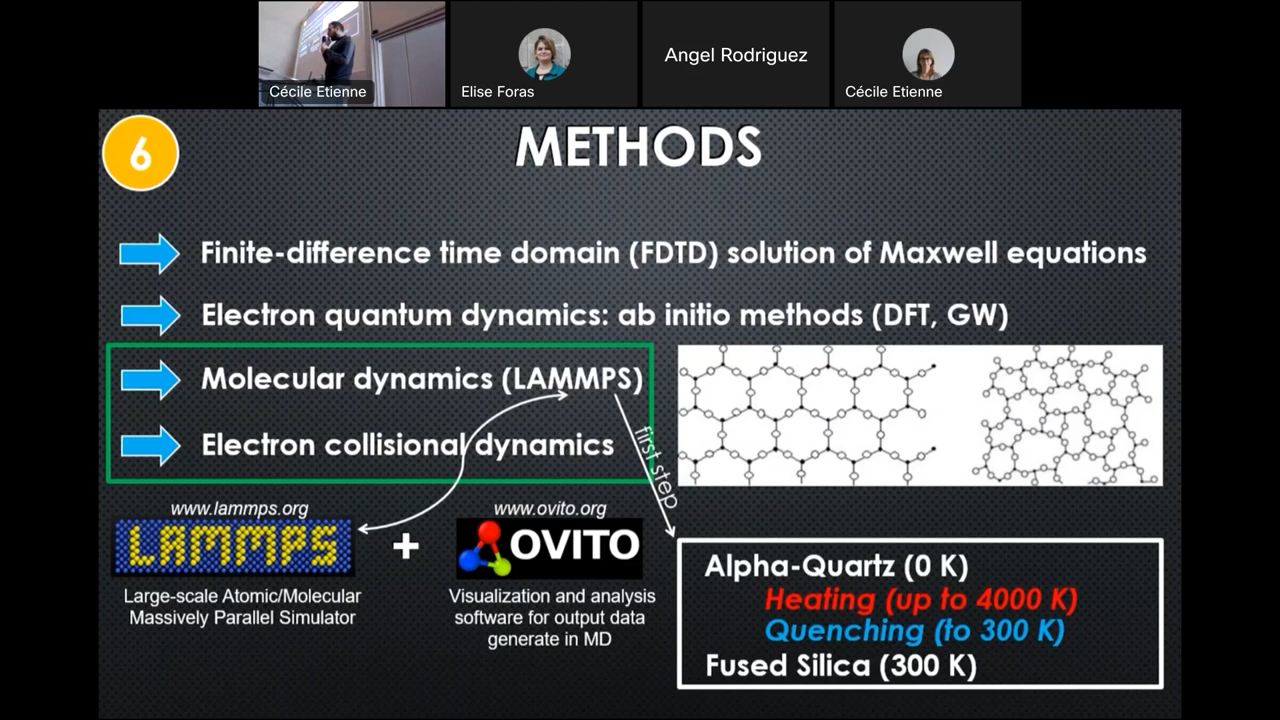 Cécile Etienne
Elise Foras
Angel Rodriguez
Cécile Etienne
6
METHODS
Finite-difference time domain (FDTD) solution of Maxwell equations
Electron quantum dynamics: ab initio methods (DFT, GW)
Molecular dynamics (LAMMPS)
Electron collisional dynamics
first step
www.lammps.org
LAMMPS
Large-scale Atomic/Molecular
Massively Parallel Simulator
+
www.ovito.org
OVITO
Visualization and analysis
software for output data
generate in MD
Alpha-Quartz (0 K)
Heating (up to 4000 K)
Quenching (to 300 K)
Fused Silica (300 K)